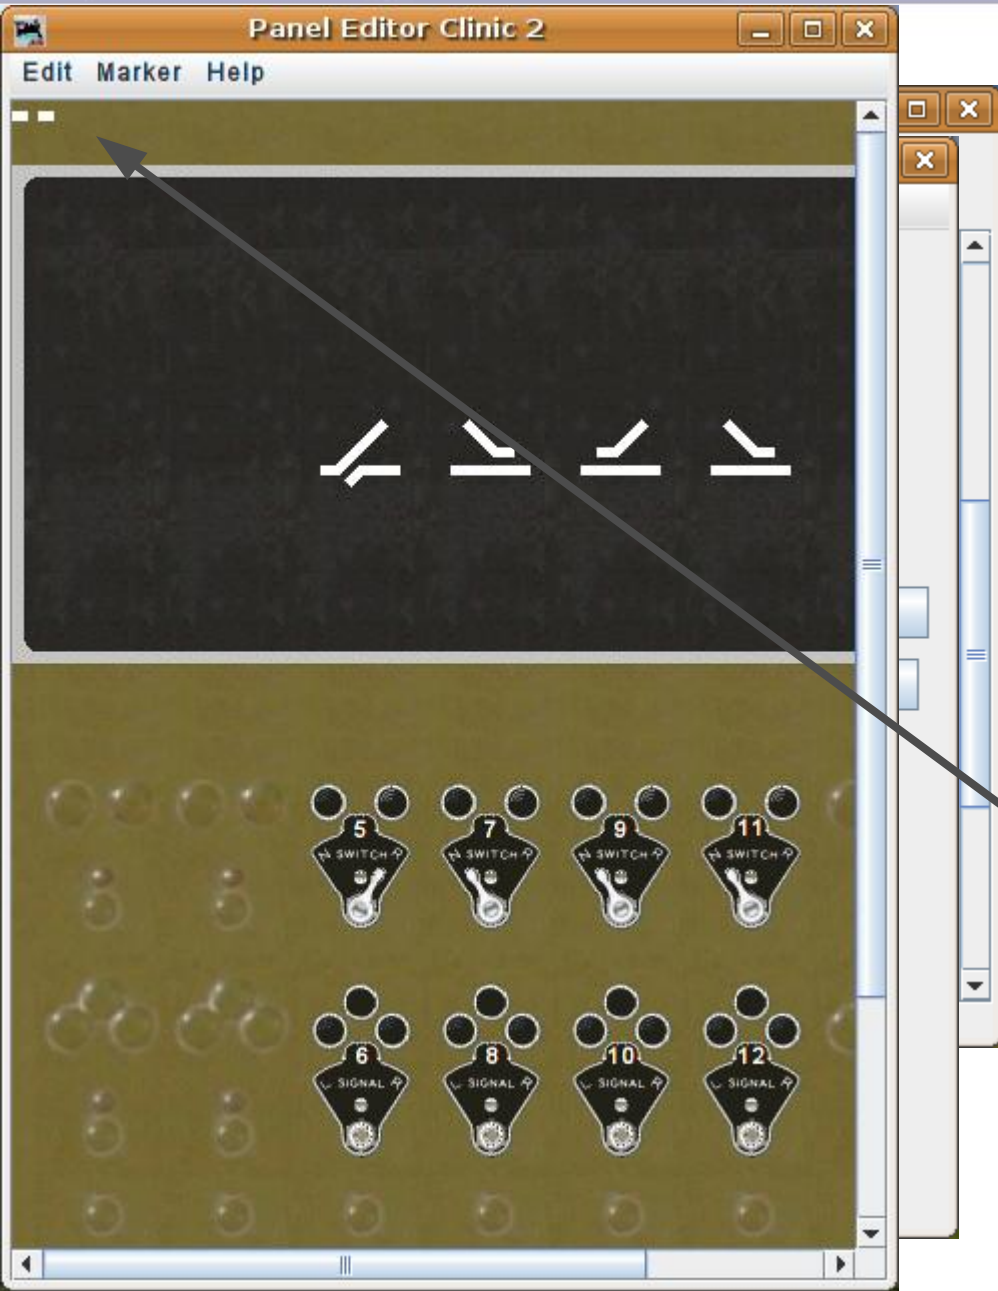 Panel Editor Clinic 2
Edit Marker Help
5 7 9 11
N SWITCH R N SWITCH R N SWITCH R N SWITCH R
6 8 10 12
L SIGNAL R L SIGNAL R L SIGNAL R L SIGNAL R